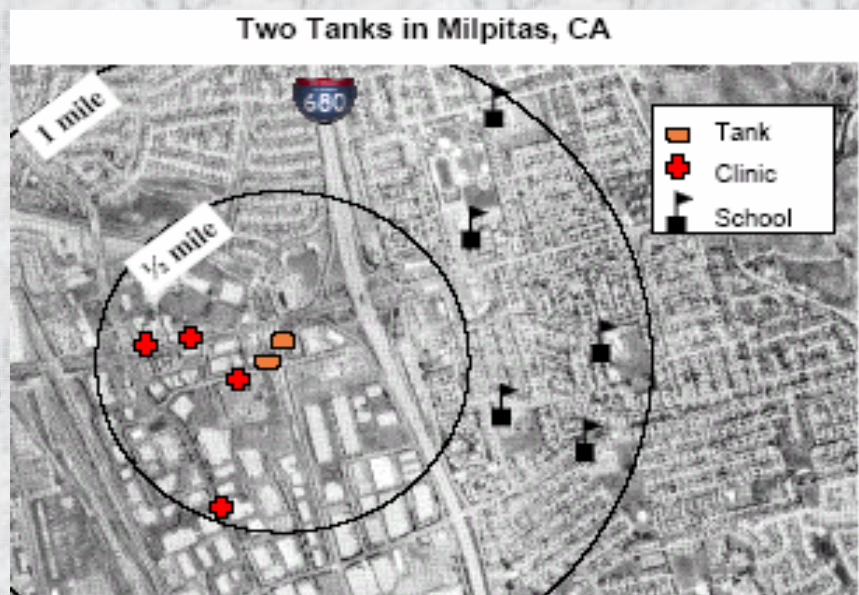 Two Tanks in Milpitas, CA
1 mile
680
½ mile
Tank
Clinic
School